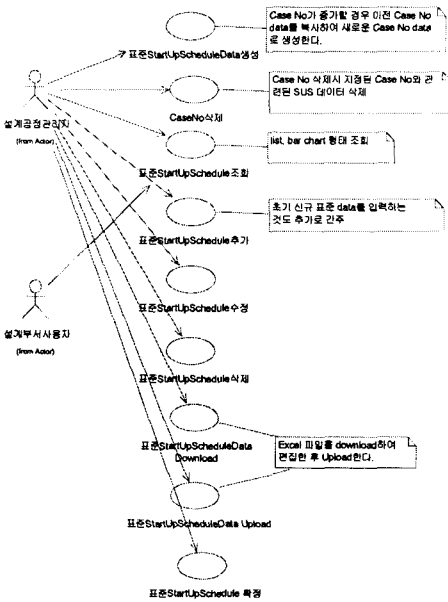 Case No가 증가할 경우 이전 Case No
data를 복사하여 새로운 Case No data
로 생성한다.
표준StartUpScheduleData생성
Case No 삭제시 지정된 Case No와 관
련된 SUS 데이터 삭제
CaseNo삭제
설계공정관리자
(from Actor)
list, bar chart 형태 조회
표준StartUpSchedule조회
초기 신규 표준 data를 입력하는
것도 추가로 간주
표준StartUpSchedule추가
표준StartUpSchedule수정
설계부서사용자
(from Actor)
표준StartUpSchedule삭제
표준StartUpScheduleData
Download
Excel 파일를 download하여
편집한 후 Upload한다.
표준StartUpScheduleData Upload
표준StartUpSchedule 확정